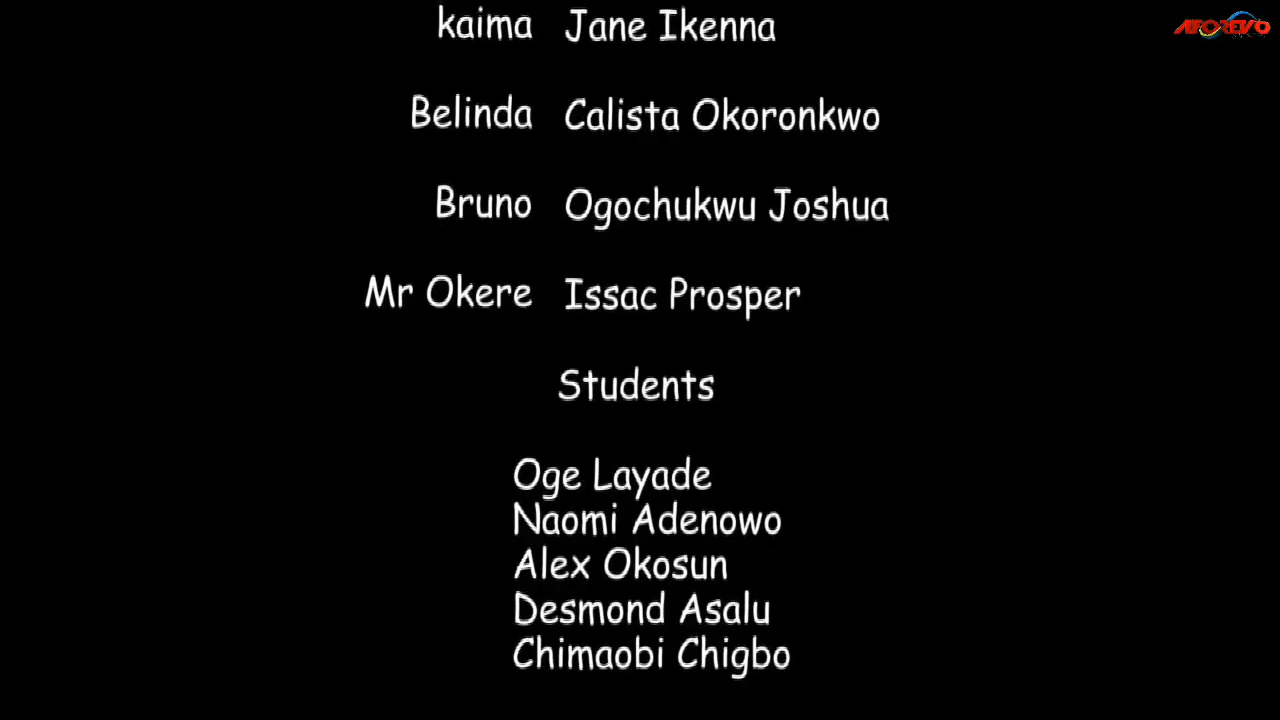 kaima Jane Ikenna
AFOREVO
Belinda Calista Okoronkwo
Bruno Ogochukwu Joshua
Mr Okere Issac Prosper
Students
Oge Layade
Naomi Adenowo
Alex Okosun
Desmond Asalu
Chimaobi Chigbo